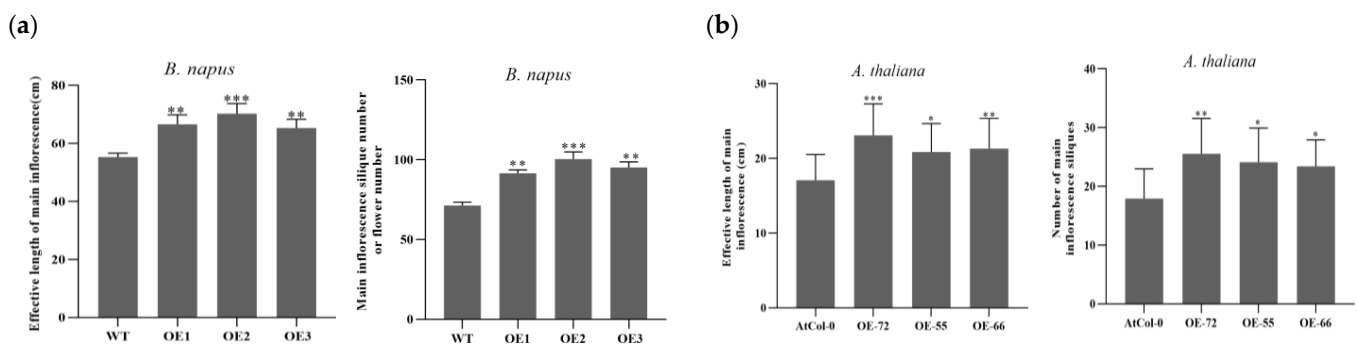 (a)
(b)
B. napus
Effective length of main inflorescence(cm)
80
60
40
20
0
**
***
**
WT OE1 OE2 OE3
B. napus
Main inflorescence silique number
or flower number
150
100
50
0
**
***
**
WT OE1 OE2 OE3
A. thaliana
Effective length of main
inflorescence (cm)
30
20
10
0
***
*
**
AtCol-0 OE-72 OE-55 OE-66
A. thaliana
Number of main
inflorescence siliques
40
30
20
10
0
**
*
*
AtCol-0 OE-72 OE-55 OE-66